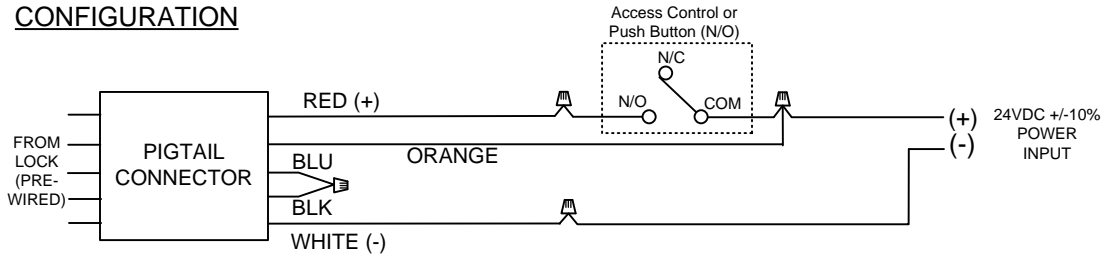 CONFIGURATION
Access Control or
Push Button (N/O)
N/C
RED (+)
N/O
COM
(+)
24VDC +/-10%
POWER
INPUT
(-)
FROM
LOCK
(PRE-
WIRED)
PIGTAIL
CONNECTOR
ORANGE
BLU
BLK
WHITE (-)